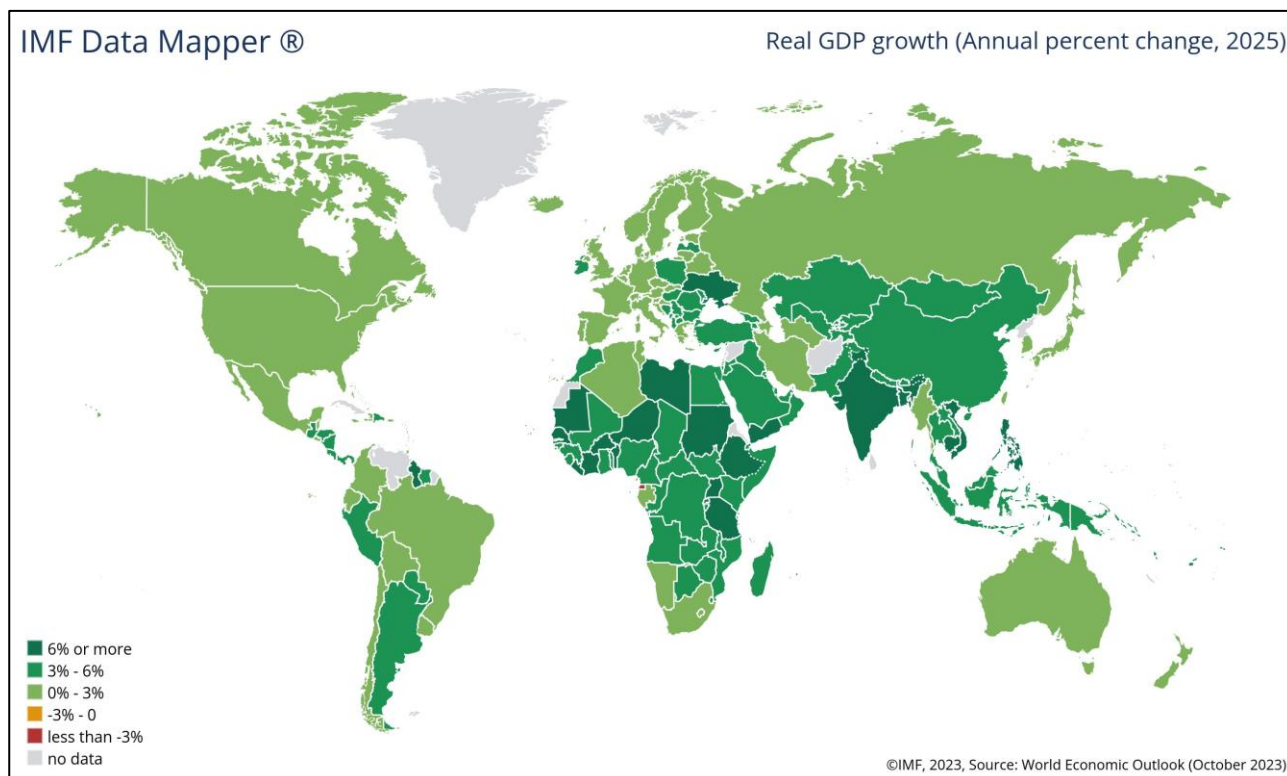 IMF Data Mapper ®
Real GDP growth (Annual percent change, 2025)
6% or more
3% - 6%
0% - 3%
-3% - 0
less than -3%
no data
©IMF, 2023, Source: World Economic Outlook (October 2023)